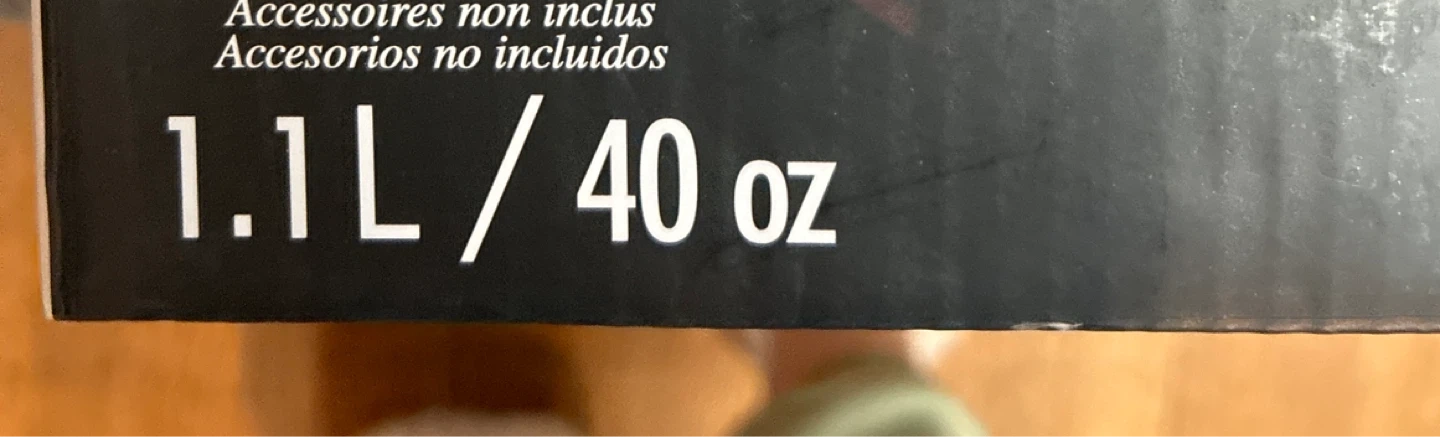 Accessoires non inclus
Accesorios no incluidos
1.1 L / 40 oz